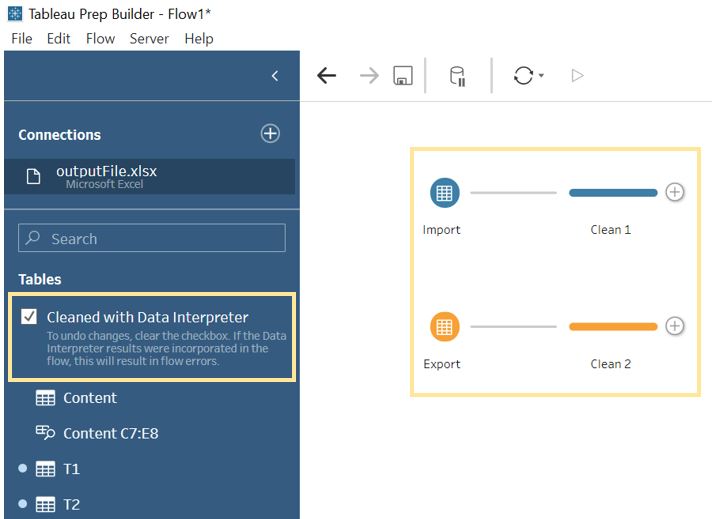 Tableau Prep Builder - Flow1*
File Edit Flow Server Help
Connections
outputFile.xlsx
Microsoft Excel
Search
Tables
Cleaned with Data Interpreter
To undo changes, clear the checkbox. If the Data
Interpreter results were incorporated in the
flow, this will result in flow errors.
Content
Content C7:E8
T1
T2
Import Clean 1
Export Clean 2